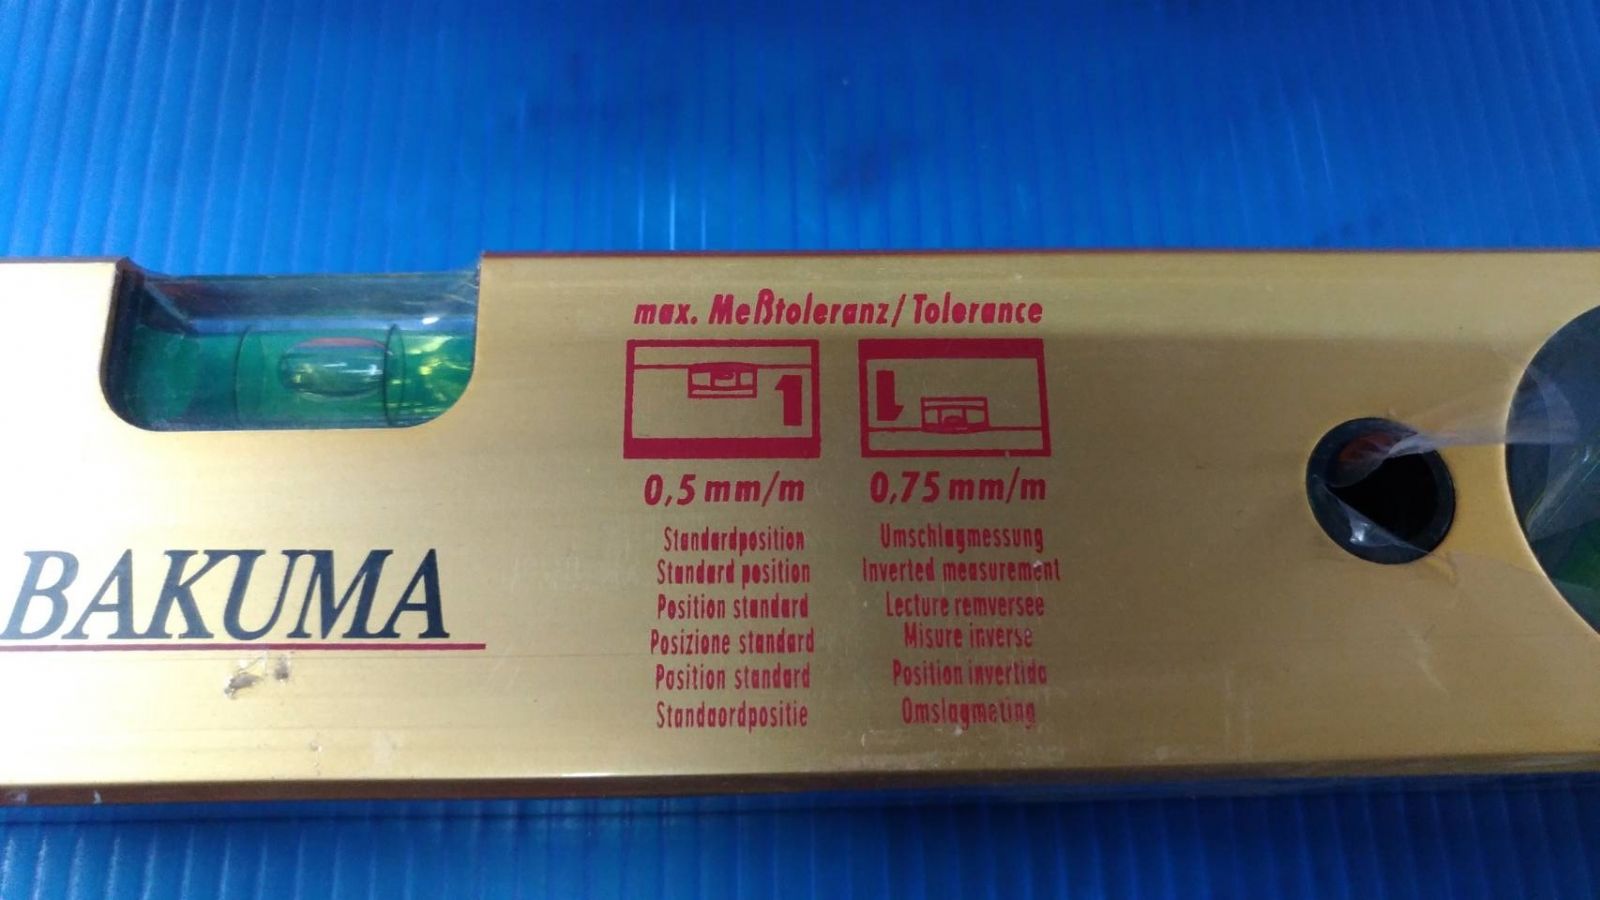 max. Meßtoleranz/Tolerance
1
1
0,5 mm/m
0,75 mm/m
Standardposition
Standard position
Position standard
Posizione standard
Position standard
Standaordpositie
Umschlagmessung
Inverted measurement
Lecture remversee
Misure inverse
Position invertida
Omslagmeting
BAKUMA